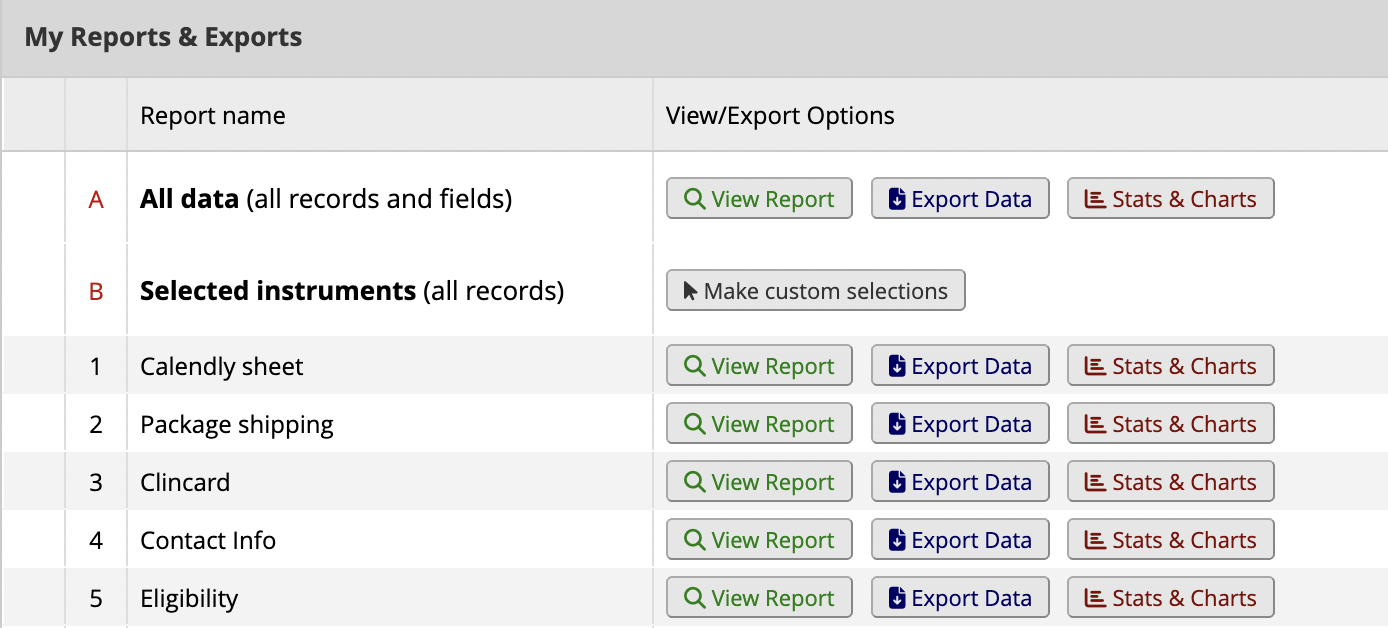 My Reports & Exports
Report name View/Export Options
A All data (all records and fields) View Report Export Data Stats & Charts
B Selected instruments (all records) Make custom selections
1 Calendly sheet View Report Export Data Stats & Charts
2 Package shipping View Report Export Data Stats & Charts
3 Clincard View Report Export Data Stats & Charts
4 Contact Info View Report Export Data Stats & Charts
5 Eligibility View Report Export Data Stats & Charts